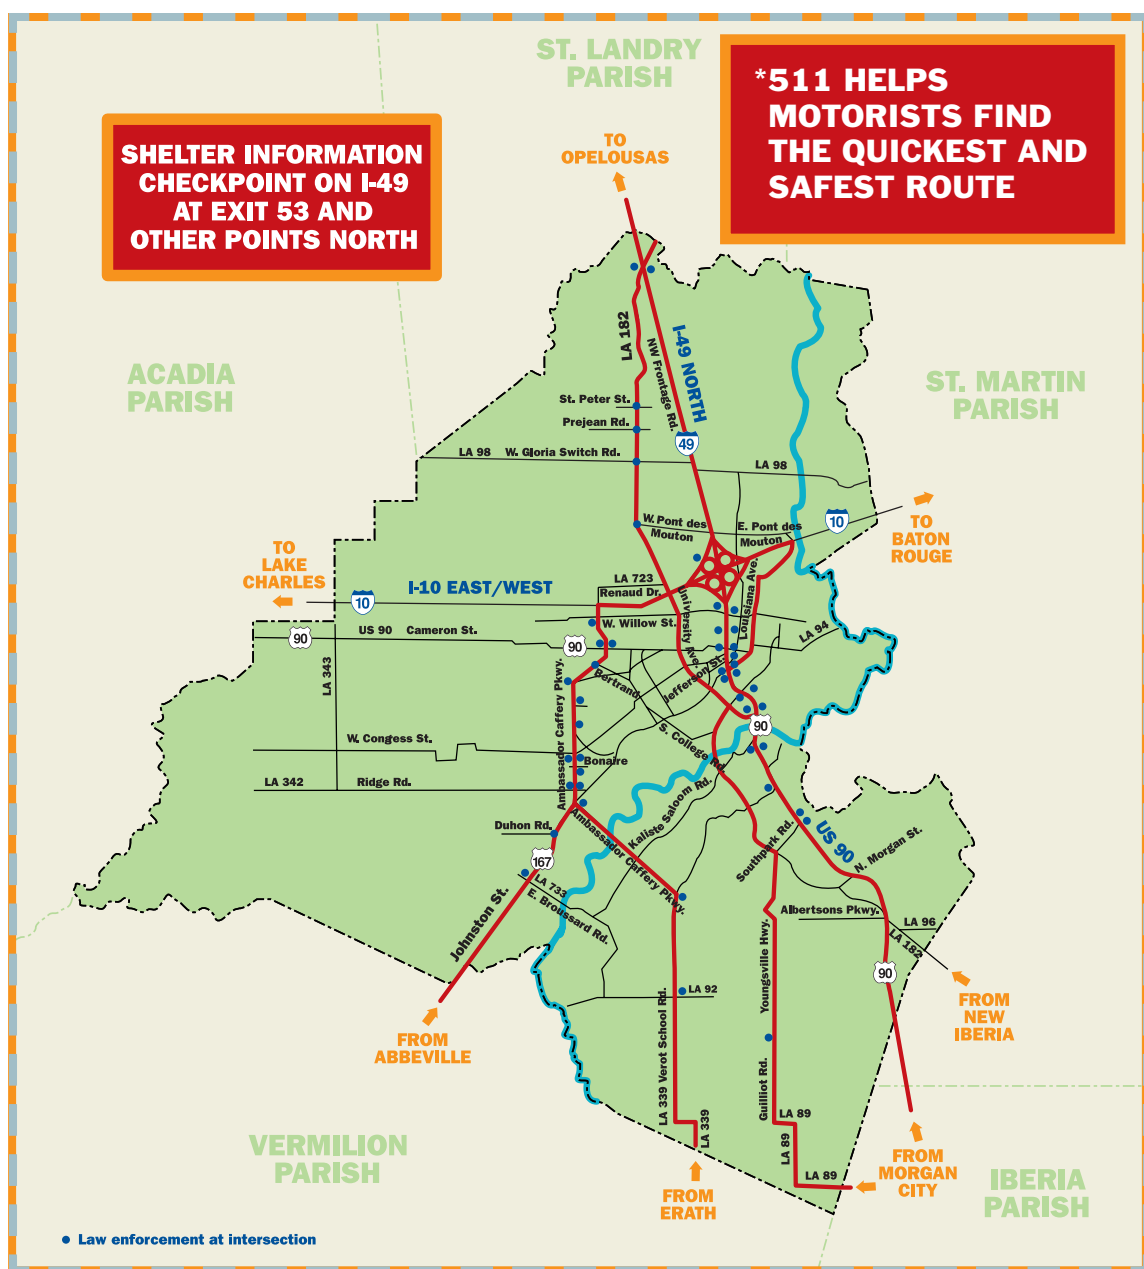 ST. LANDRY
PARISH
*511 HELPS
MOTORISTS FIND
THE QUICKEST AND
SAFEST ROUTE
SHELTER INFORMATION
CHECKPOINT ON I-49
AT EXIT 53 AND
OTHER POINTS NORTH
TO
OPELOUSAS
LA 182
I-49 NORTH
NW Frontage Rd.
ACADIA
PARISH
ST. MARTIN
PARISH
St. Peter St.
Prejean Rd.
49
LA 98 W. Gloria Switch Rd.
LA 98
W. Pont des
Mouton
E. Pont des
Mouton
10
TO
BATON
ROUGE
TO
LAKE
CHARLES
I-10 EAST/WEST
10
LA 723
Renaud Dr.
University Ave.
Louisiana Ave.
W. Willow St.
90
US 90 Cameron St.
90
LA 94
LA 343
Bertrand
Jefferson St.
Ambassador Caffery Pkwy.
S. College Rd.
90
W. Congess St.
Bonaire
LA 342 Ridge Rd.
Kaliste Saloom Rd.
Duhon Rd.
Ambassador Caffery Pkwy.
US 90
Southpark Rd.
N. Morgan St.
167
LA 733
E. Broussard Rd.
Johnston St.
Albertsons Pkwy.
LA 96
LA 182
Youngsville Hwy.
90
LA 92
FROM
NEW
IBERIA
FROM
ABBEVILLE
LA 339 Verot School Rd.
Guilliot Rd.
LA 339
LA 89
LA 89
LA 89
VERMILION
PARISH
FROM
ERATH
FROM
MORGAN
CITY
IBERIA
PARISH
Law enforcement at intersection